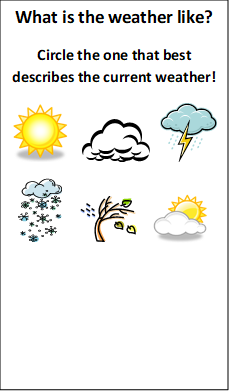 What is the weather like?
Circle the one that best
describes the current weather!